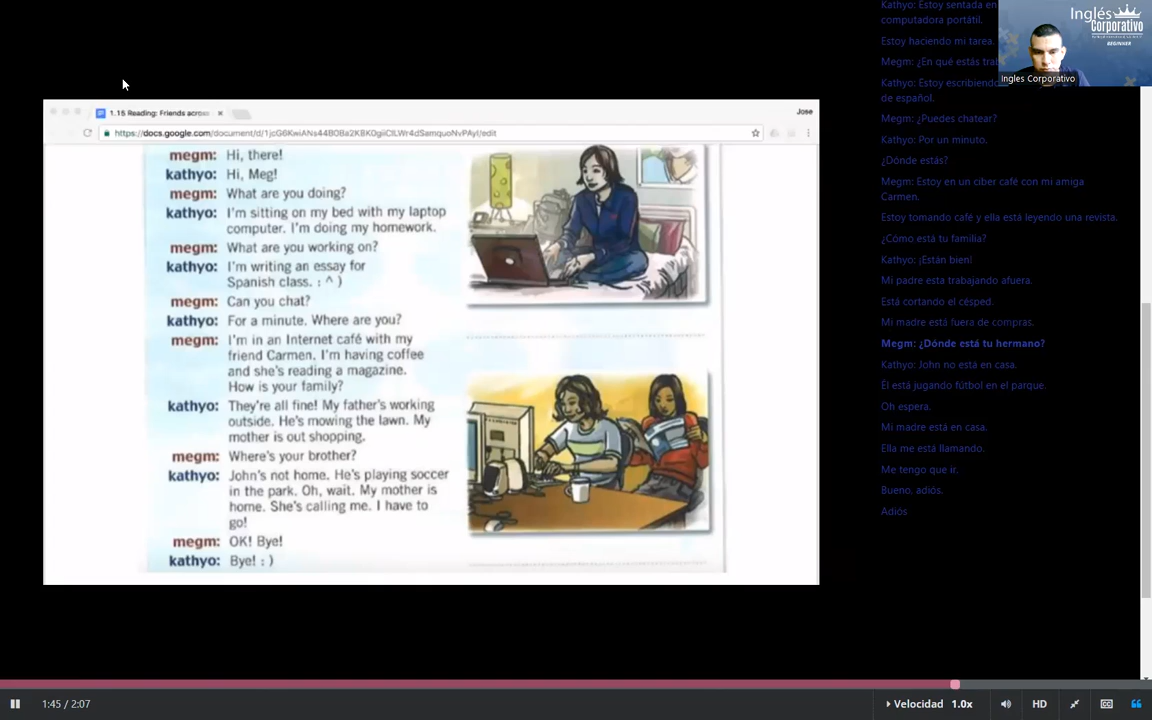 Kathyo: Estoy sentada en
computadora portátil.
Inglés
Corporativo
BEGINNER
Estoy haciendo mi tarea.
Megm: ¿En qué estás
Ingles Corporativo
Kathyo: Estoy escribiendo
de español.
Megm: ¿Puedes chatear?
Kathyo: Por un minuto.
¿Dónde estás?
Megm: Estoy en un ciber café con mi amiga
Carmen.
Estoy tomando café y ella está leyendo una revista.
¿Cómo está tu familia?
Kathyo: ¡Están bien!
Mi padre esta trabajando afuera.
Está cortando el césped.
Mi madre está fuera de compras.
Megm: ¿Dónde está tu hermano?
Kathyo: John no está en casa.
Él está jugando fútbol en el parque.
Oh espera.
Mi madre está en casa.
Ella me está llamando.
Me tengo que ir.
Bueno, adiós.
Adiós
1.15 Reading: Friends across
Jose
megm: Hi, there!
kathyo: Hi, Meg!
megm: What are you doing?
kathyo: I'm sitting on my bed with my laptop
computer. I'm doing my homework.
megm: What are you working on?
kathyo: I'm writing an essay for
Spanish class. : ^ )
megm: Can you chat?
kathyo: For a minute. Where are you?
megm: I'm in an Internet café with my
friend Carmen. I'm having coffee
and she's reading a magazine.
How is your family?
kathyo: They're all fine! My father's working
outside. He's mowing the lawn. My
mother is out shopping.
megm: Where's your brother?
kathyo: John's not home. He's playing soccer
in the park. Oh, wait. My mother is
home. She's calling me. I have to
go!
megm: OK! Bye!
kathyo: Bye! : )
1:45 / 2:07
Velocidad 1.0x
HD
CC